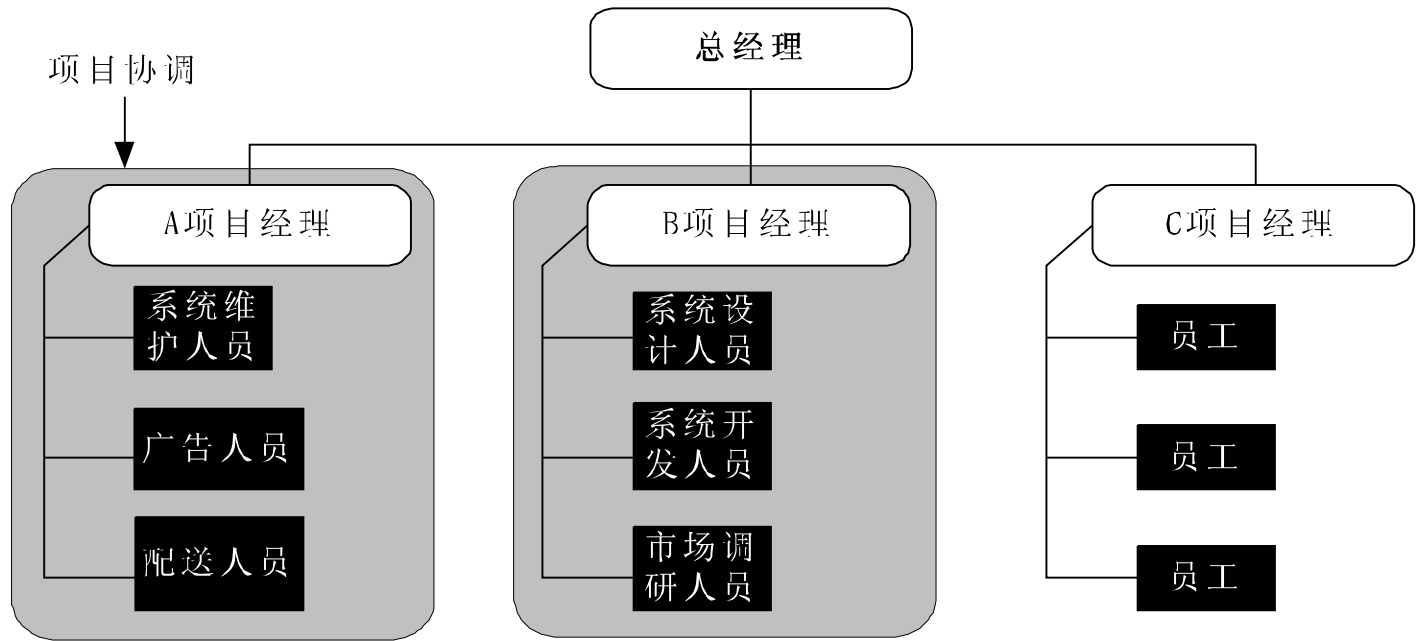 总经理
项目协调
A项目经理
系统维
护人员
广告人员
配送人员
B项目经理
系统设
计人员
系统开
发人员
市场调
研人员
C项目经理
员工
员工
员工